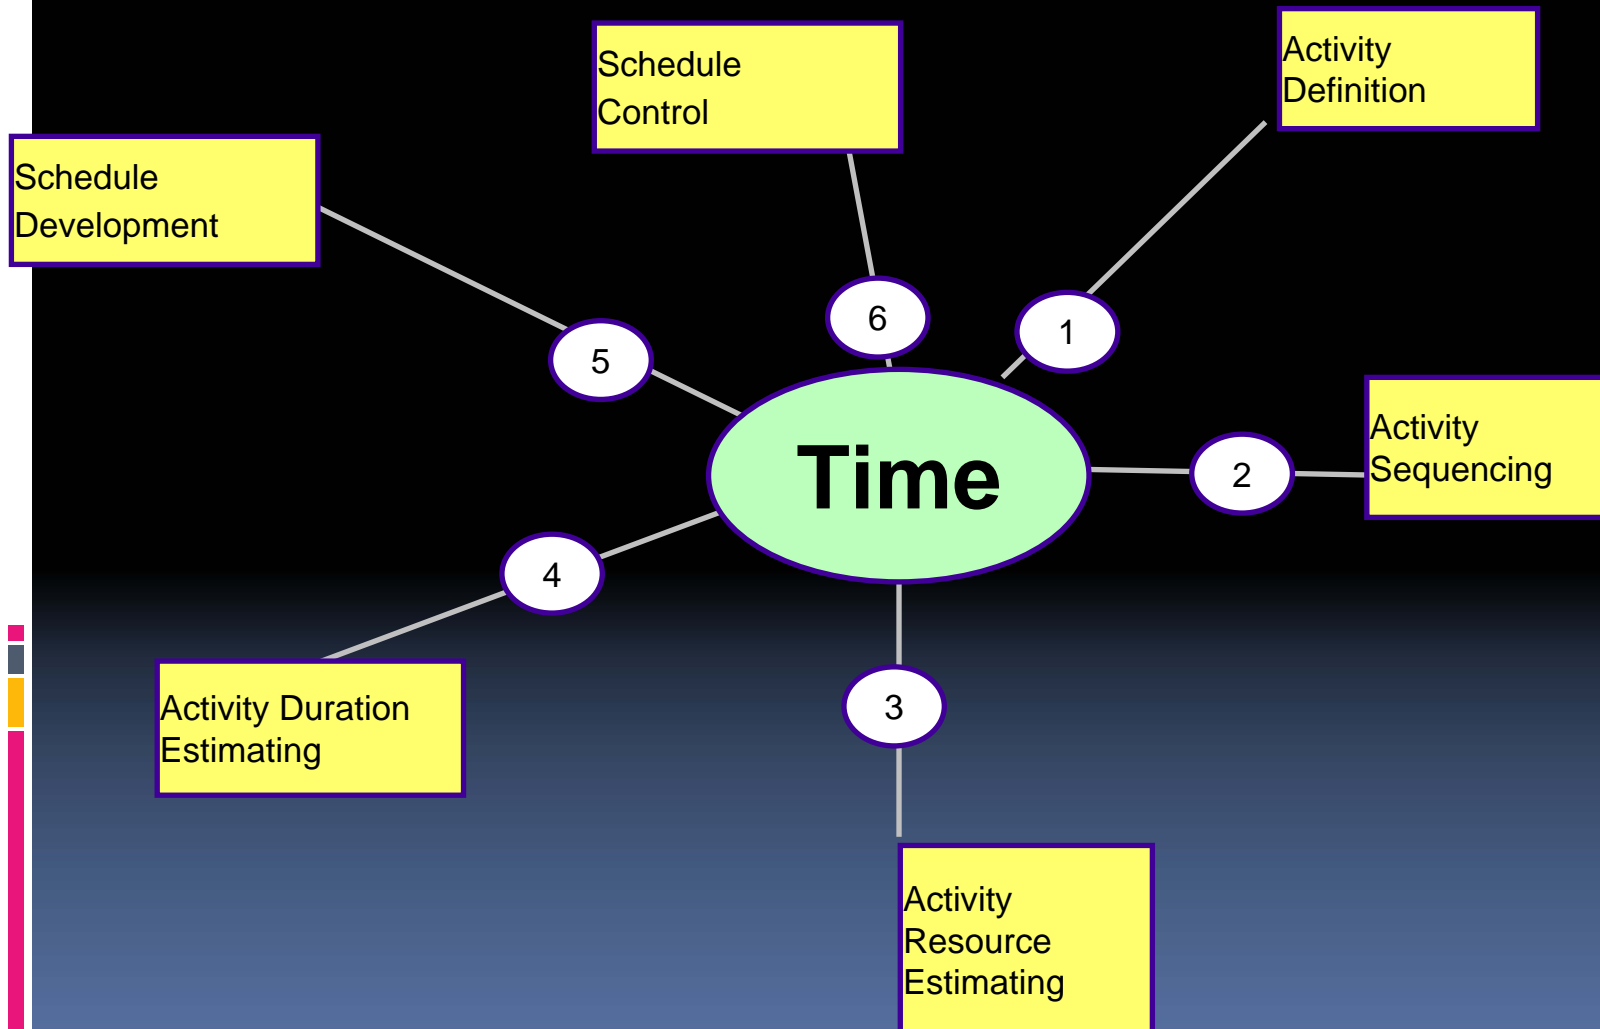 Schedule
Control
Activity
Definition
Schedule
Development
6
1
5
Time
Activity
Sequencing
2
4
3
Activity Duration
Estimating
Activity
Resource
Estimating